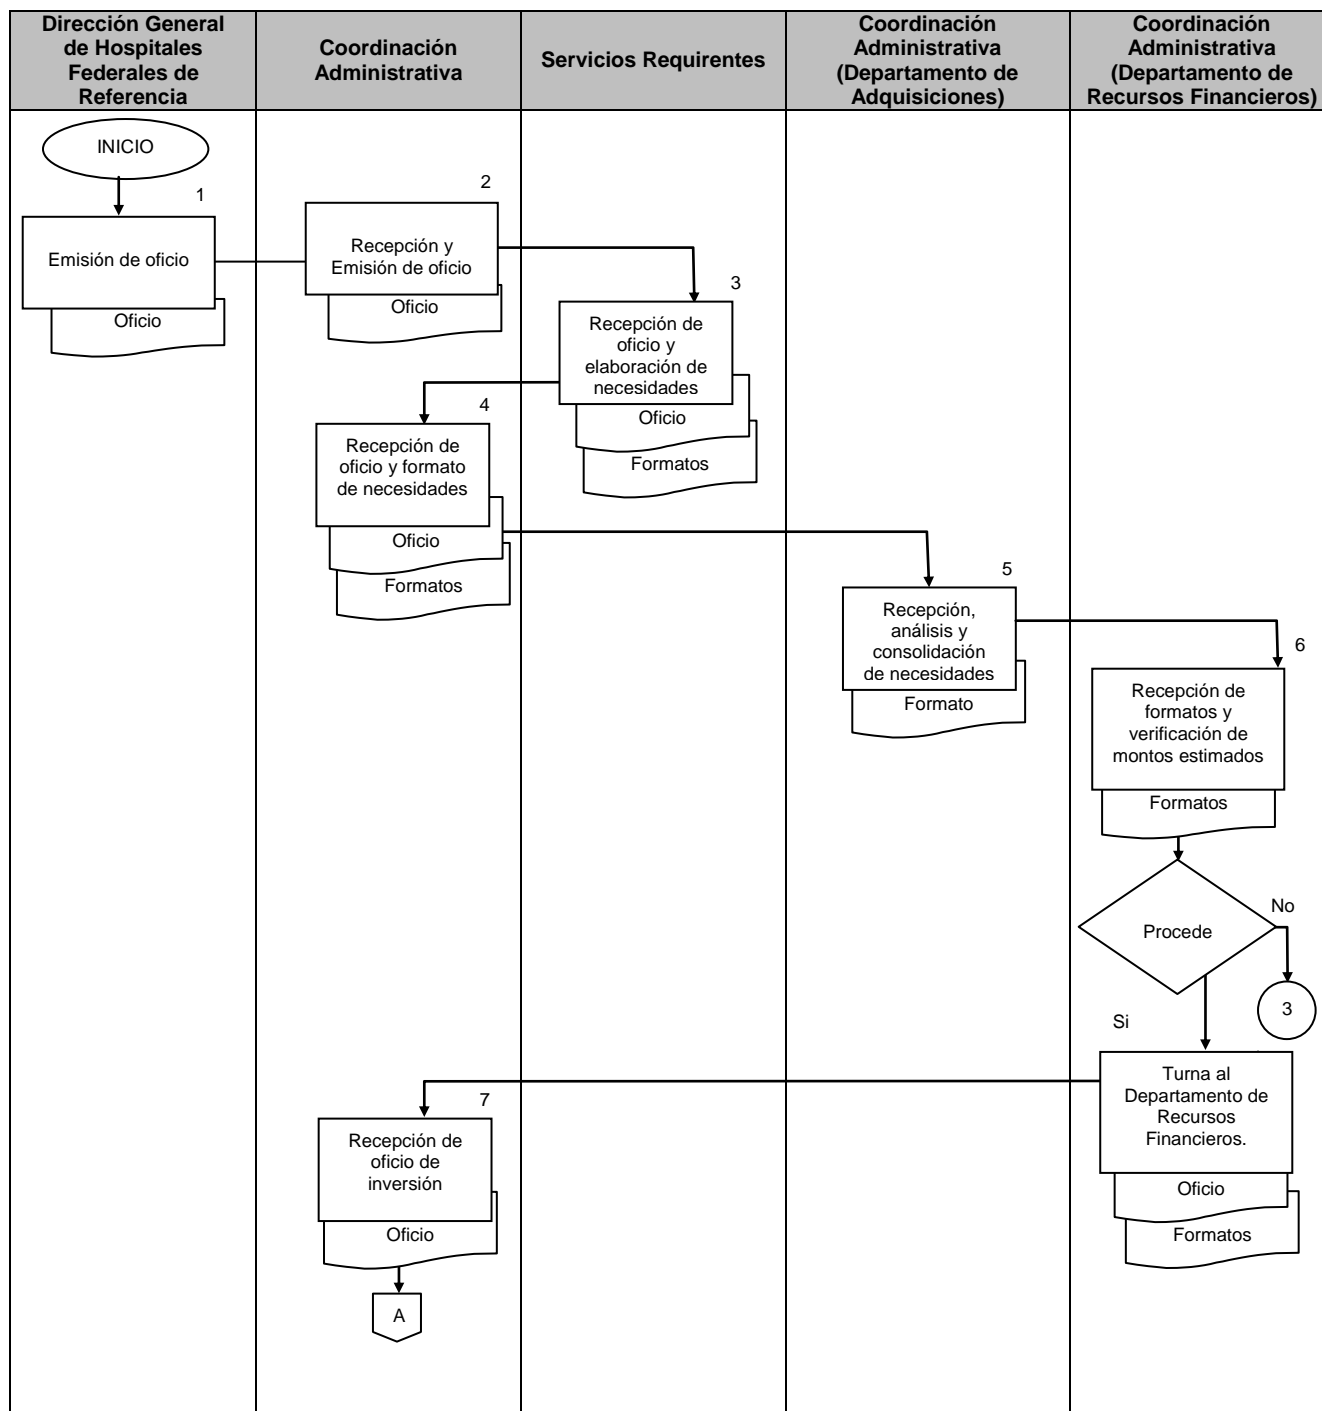 Dirección General
de Hospitales
Federales de
Referencia
Coordinación
Administrativa
Servicios Requirentes
Coordinación
Administrativa
(Departamento de
Adquisiciones)
Coordinación
Administrativa
(Departamento de
Recursos Financieros)
INICIO
1
Emisión de oficio
Oficio
2
Recepción y
Emisión de oficio
Oficio
3
Recepción de
oficio y
elaboración de
necesidades
Oficio
Formatos
4
Recepción de
oficio y formato
de necesidades
Oficio
Formatos
5
Recepción,
análisis y
consolidación
de necesidades
Formato
6
Recepción de
formatos y
verificación de
montos estimados
Formatos
Procede
No
3
Si
Turna al
Departamento de
Recursos
Financieros.
Oficio
Formatos
7
Recepción de
oficio de
inversión
Oficio
A